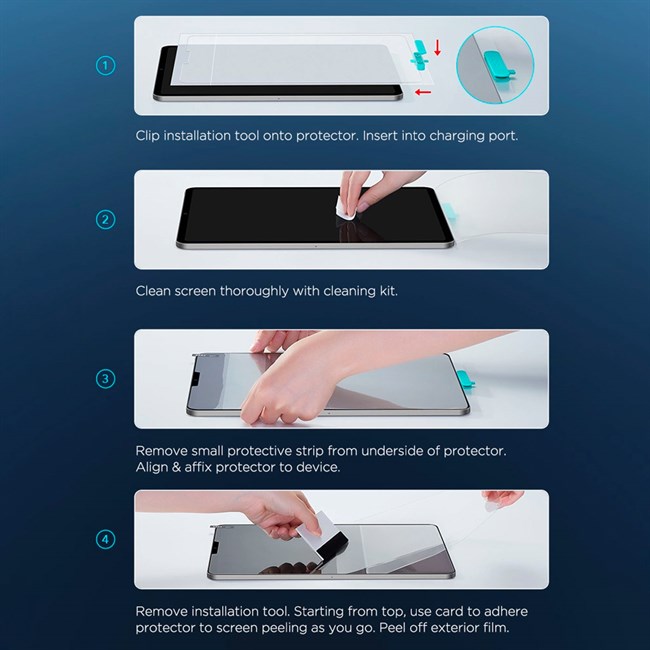 1
Clip installation tool onto protector. Insert into charging port.
2
Clean screen thoroughly with cleaning kit.
3
Remove small protective strip from underside of protector.
Align & affix protector to device.
4
Remove installation tool. Starting from top, use card to adhere
protector to screen peeling as you go. Peel off exterior film.